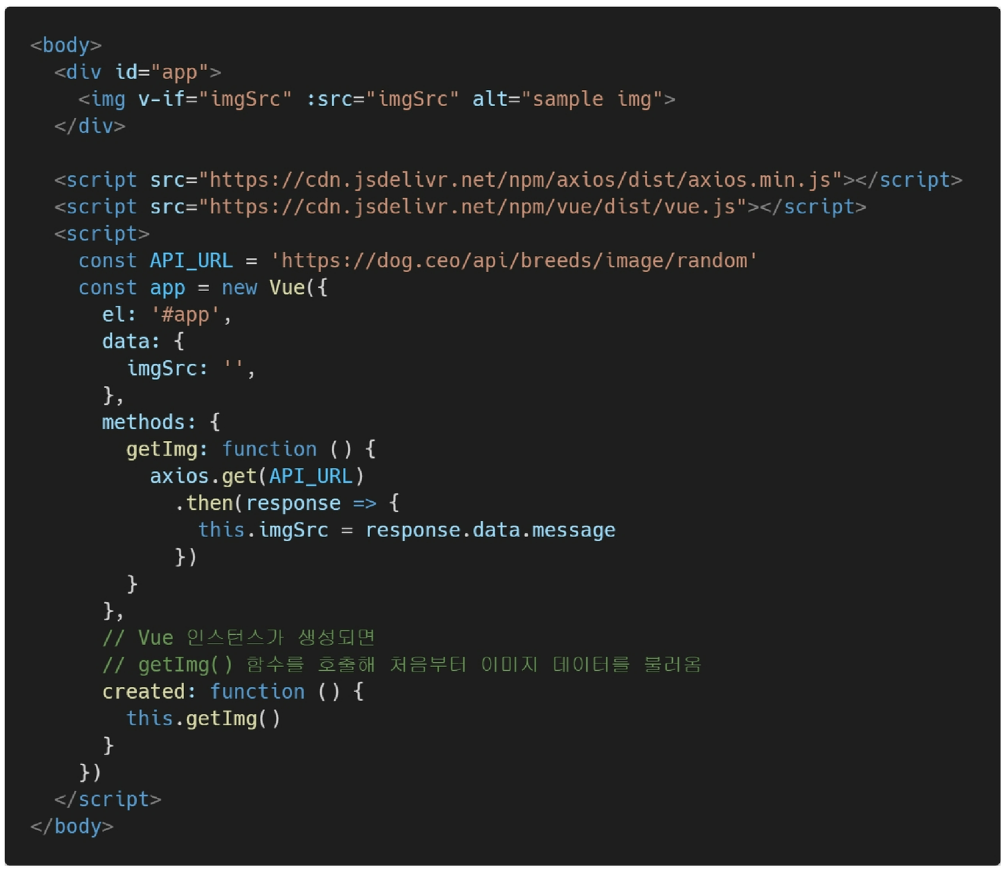 <body>
  <div id="app">
    <img v-if="imgSrc" :src="imgSrc" alt="sample img">
  </div>

  <script src="https://cdn.jsdelivr.net/npm/axios/dist/axios.min.js"></script>
  <script src="https://cdn.jsdelivr.net/npm/vue/dist/vue.js"></script>
  <script>
    const API_URL = 'https://dog.ceo/api/breeds/image/random'
    const app = new Vue({
      el: '#app',
      data: {
        imgSrc: '',
      },
      methods: {
        getImg: function () {
          axios.get(API_URL)
            .then(response => {
              this.imgSrc = response.data.message
            })
        }
      },
      // Vue 인스턴스가 생성되면
      // getImg() 함수를 호출해 처음부터 이미지 데이터를 불러옴
      created: function () {
        this.getImg()
      }
    })
  </script>
</body>